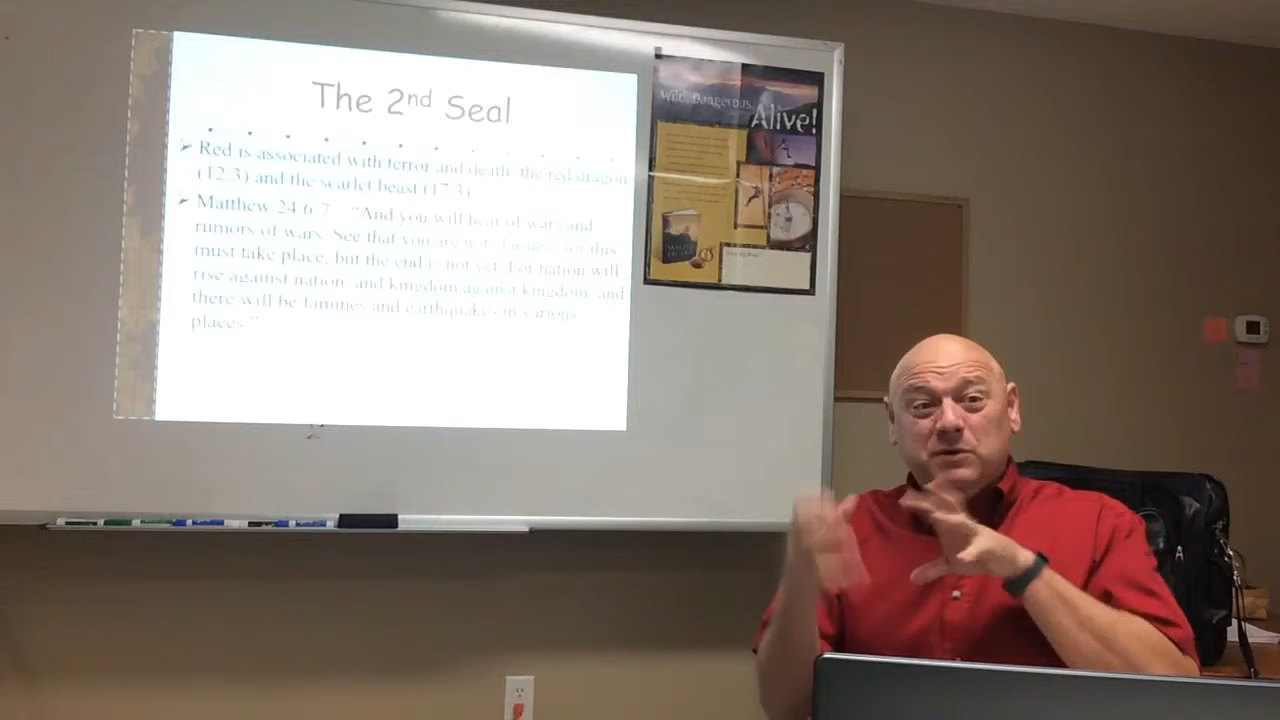 The 2nd Seal
Red is associated with terror and death: the red dragon
(12:3) and the scarlet beast (17:3)
Matthew 24:6-7 "And you will hear of wars and
rumors of wars. See that you are not alarmed, for this
must take place, but the end is not yet. For nation will
rise against nation, and kingdom against kingdom, and
there will be famines and earthquakes in various
places."
Wild. Dangerous.
Alive!
A